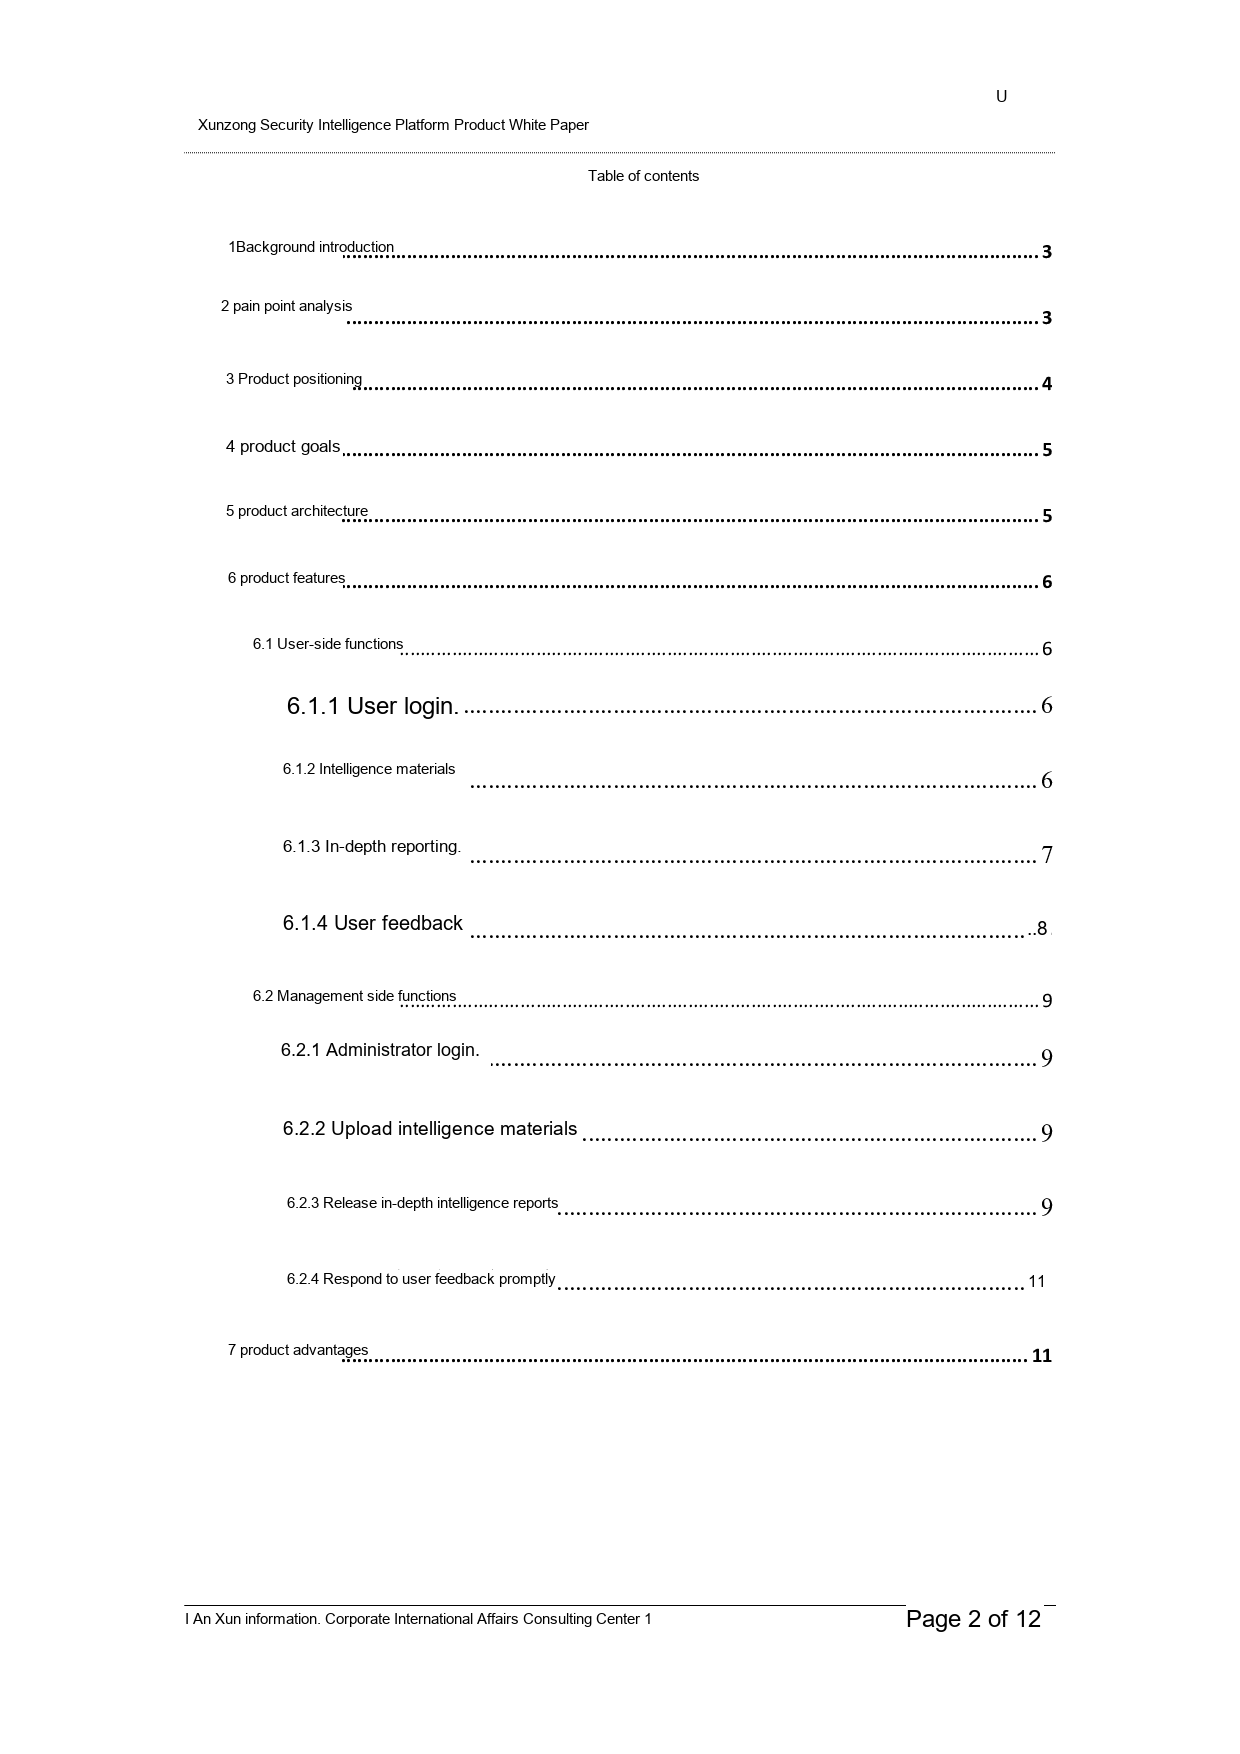 U
Xunzong Security Intelligence Platform Product White Paper
Table of contents
1Background introduction 3
2 pain point analysis 3
3 Product positioning 4
4 product goals 5
5 product architecture 5
6 product features 6
6.1 User-side functions 6
6.1.1 User login. 6
6.1.2 Intelligence materials 6
6.1.3 In-depth reporting. 7
6.1.4 User feedback ..8
6.2 Management side functions 9
6.2.1 Administrator login. 9
6.2.2 Upload intelligence materials 9
6.2.3 Release in-depth intelligence reports 9
6.2.4 Respond to user feedback promptly 11
7 product advantages 11
I An Xun information. Corporate International Affairs Consulting Center 1 Page 2 of 12